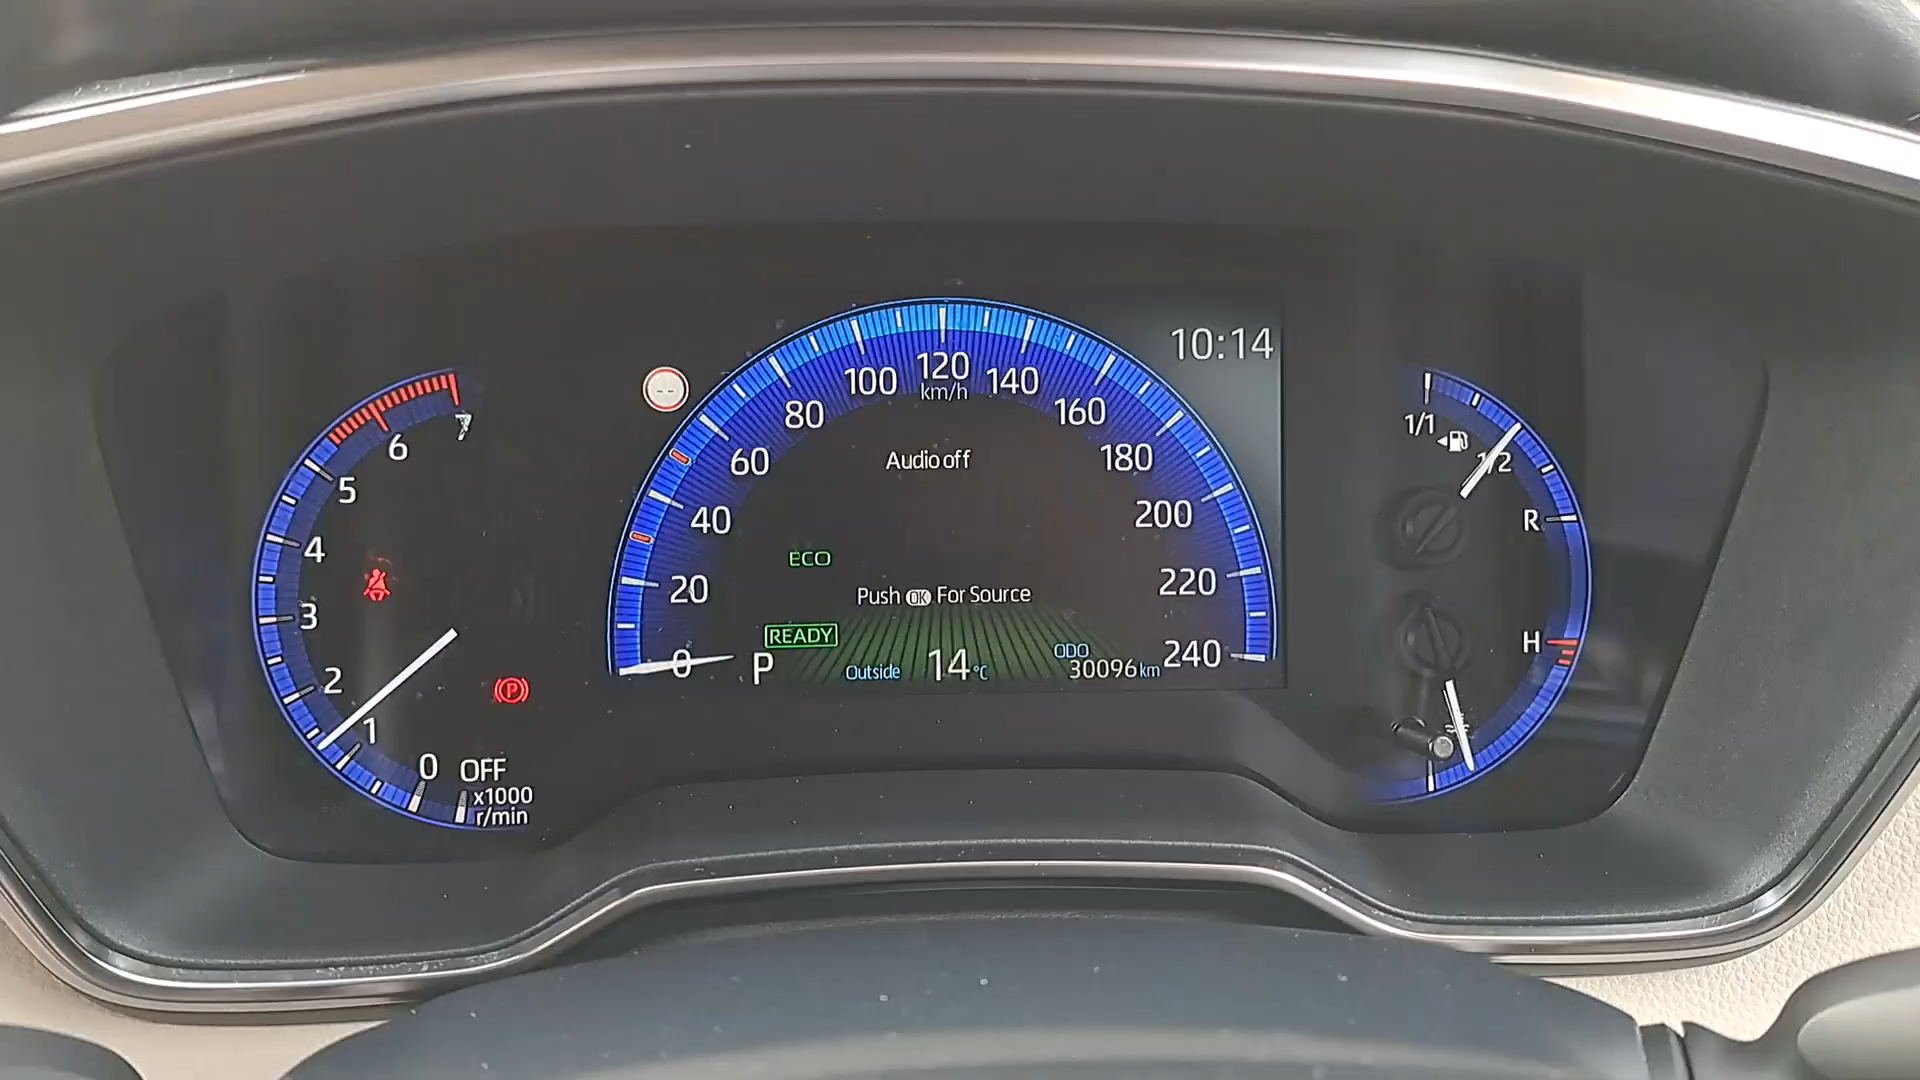 10:14
120
km/h
100
140
80
160
60
180
40
200
20
220
0
240
Audio off
ECO
Push OK For Source
READY
P
Outside 14°C
ODO
30096 km
7
6
5
4
3
2
1
0
OFF
x1000
r/min
P
1/1
1/2
R
H